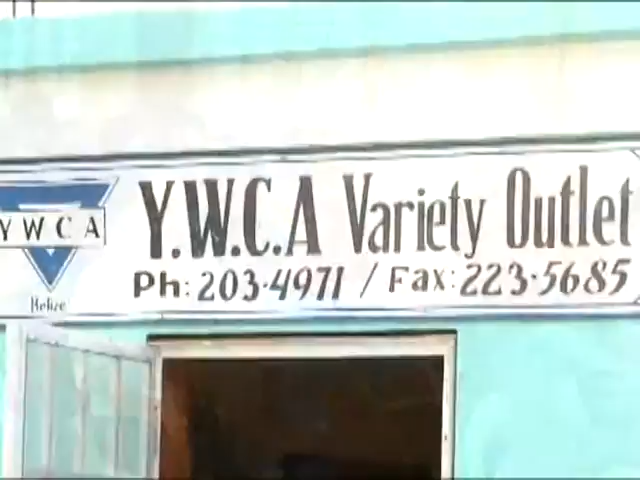 YWCA
Belize
Y.W.C.A Variety Outlet
Ph: 203-4971 / Fax: 223-5685